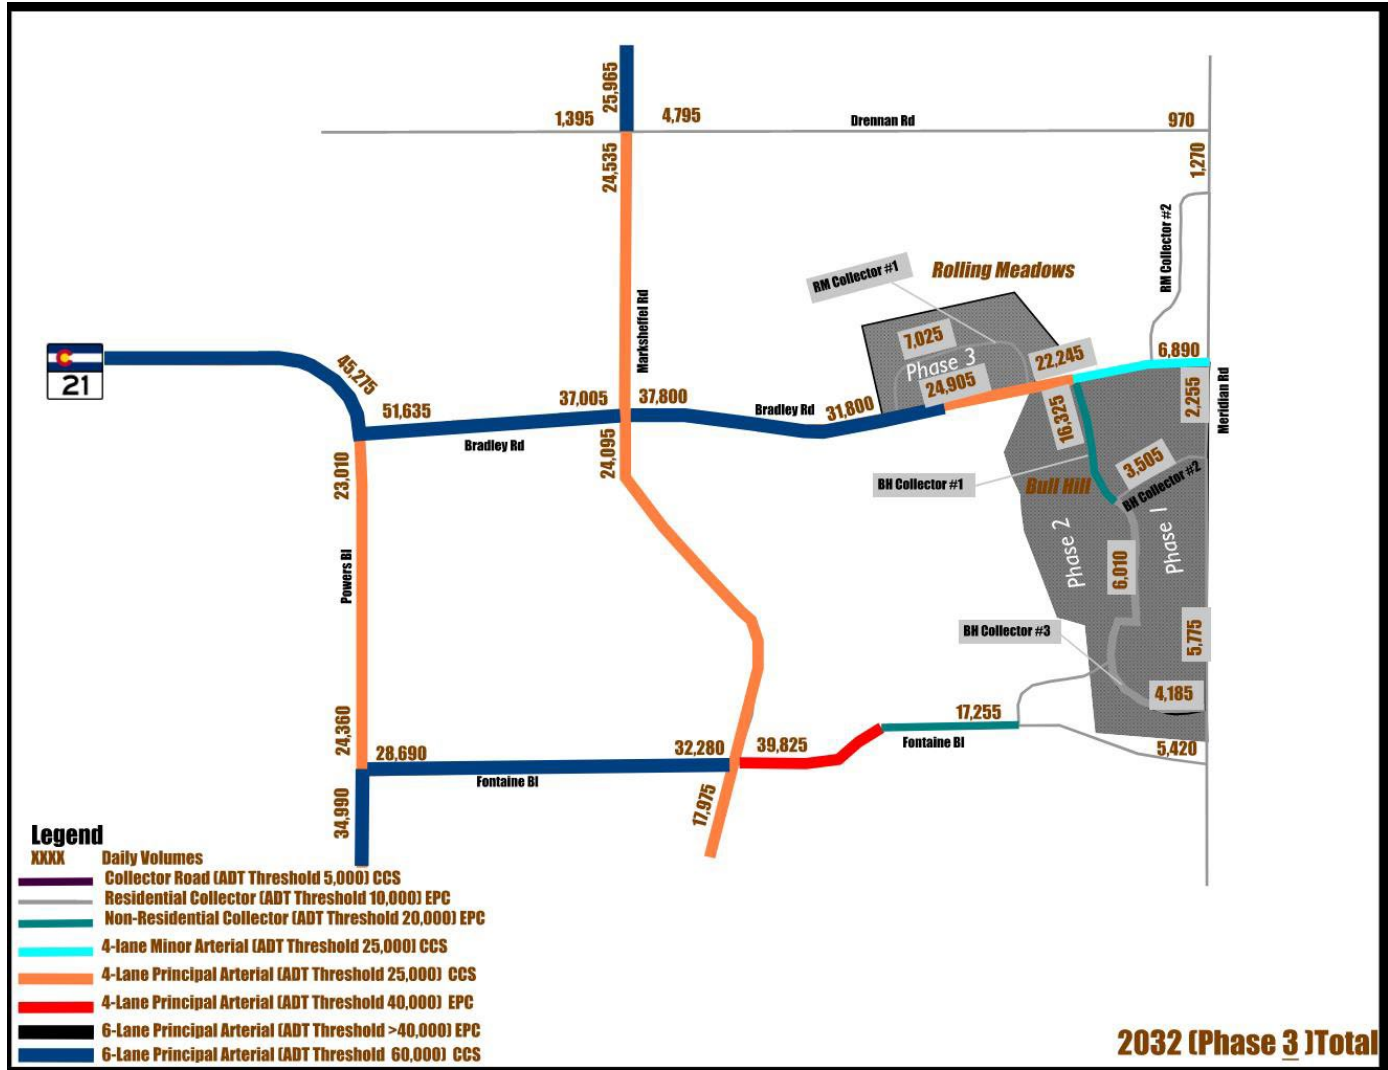 25,965
1,395
4,795
Drennan Rd
970
24,535
1,270
RM Collector #2
RM Collector #1
Rolling Meadows
Marksheffel Rd
21
45,275
7,025
Phase 3
24,905
22,245
6,890
2,255
Meridian Rd
51,635
37,005
37,800
Bradley Rd
31,800
Bradley Rd
16,325
23,010
24,095
BH Collector #1
3,505
BH Collector #2
Bull Hill
Phase 2
Phase 1
Powers Bl
6,010
BH Collector #3
5,775
4,185
24,360
28,690
32,280
39,825
17,255
Fontaine Bl
5,420
Fontaine Bl
34,990
17,975
Legend
XXXX Daily Volumes
Collector Road (ADT Threshold 5,000) CCS
Residential Collector (ADT Threshold 10,000) EPC
Non-Residential Collector (ADT Threshold 20,000) EPC
4-lane Minor Arterial (ADT Threshold 25,000) CCS
4-Lane Principal Arterial (ADT Threshold 25,000) CCS
4-Lane Principal Arterial (ADT Threshold 40,000) EPC
6-Lane Principal Arterial (ADT Threshold >40,000) EPC
6-Lane Principal Arterial (ADT Threshold 60,000) CCS
2032 (Phase 3 )Total